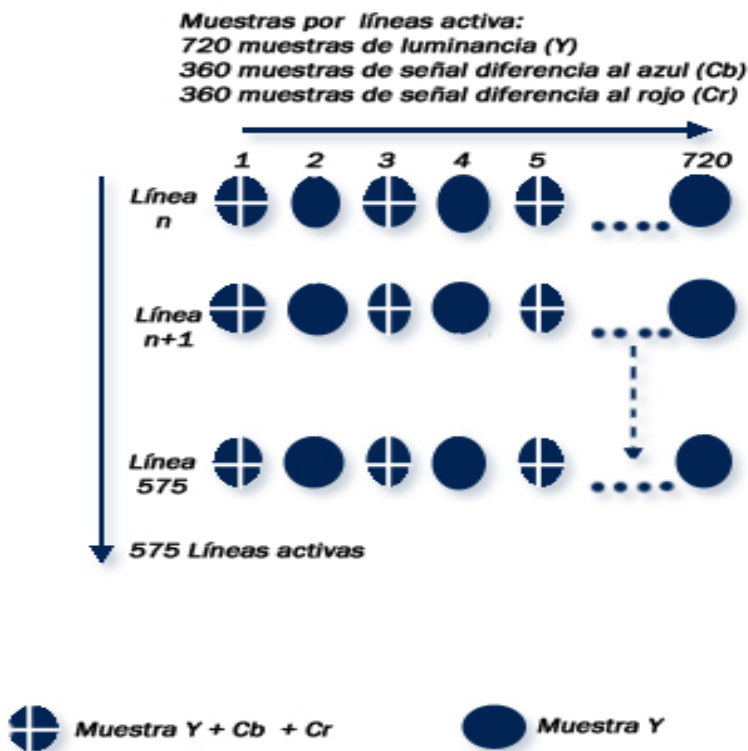 Muestras por líneas activa:
720 muestras de luminancia (Y)
360 muestras de señal diferencia al azul (Cb)
360 muestras de señal diferencia al rojo (Cr)
1 2 3 4 5 720
Línea
n
Línea
n+1
Línea
575
575 Líneas activas
Muestra Y + Cb + Cr
Muestra Y